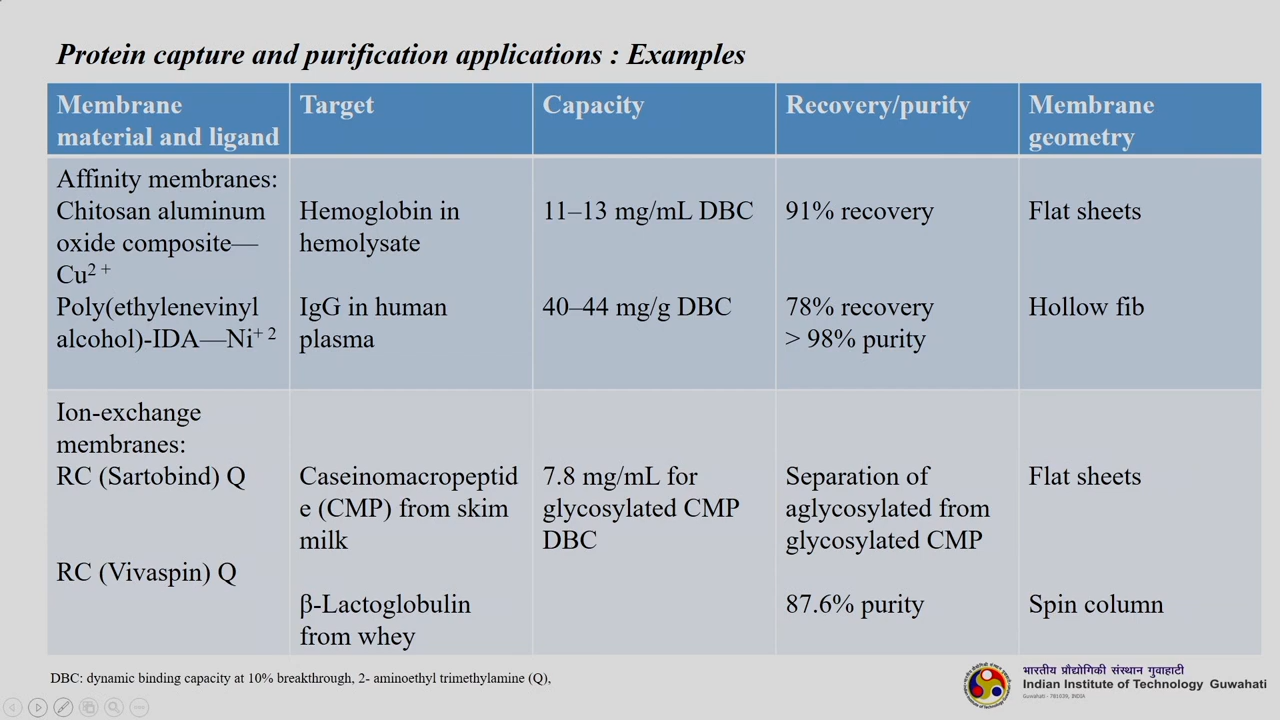 Protein capture and purification applications : Examples
Membrane
material and ligand
Target
Capacity
Recovery/purity
Membrane
geometry
Affinity membranes:
Chitosan aluminum
oxide composite—
Cu²⁺
Poly(ethylenevinyl
alcohol)-IDA—Ni⁺²
Hemoglobin in
hemolysate
IgG in human
plasma
11–13 mg/mL DBC
40–44 mg/g DBC
91% recovery
78% recovery
> 98% purity
Flat sheets
Hollow fib
Ion-exchange
membranes:
RC (Sartobind) Q
RC (Vivaspin) Q
Caseinomacropeptid
e (CMP) from skim
milk
β-Lactoglobulin
from whey
7.8 mg/mL for
glycosylated CMP
DBC
Separation of
aglycosylated from
glycosylated CMP
87.6% purity
Flat sheets
Spin column
DBC: dynamic binding capacity at 10% breakthrough, 2- aminoethyl trimethylamine (Q),
भारतीय प्रौद्योगिकी संस्थान गुवाहाटी
Indian Institute of Technology Guwahati
Guwahati - 781039, INDIA